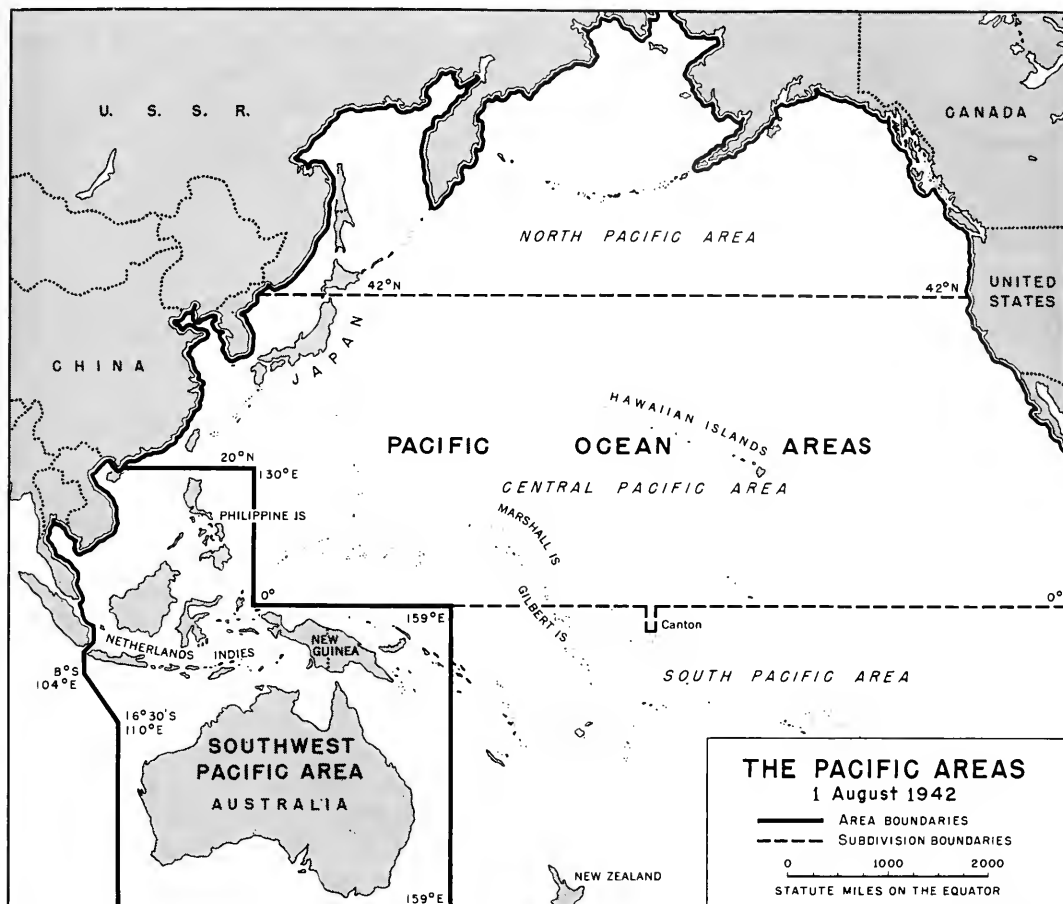 U. S. S. R.
CANADA
NORTH PACIFIC AREA
42°N
42°N
UNITED
STATES
JAPAN
CHINA
HAWAIIAN ISLANDS
PACIFIC OCEAN AREAS
20°N
130°E
CENTRAL PACIFIC AREA
PHILIPPINE IS
MARSHALL IS
GILBERT IS
0°
0°
159°E
Canton
NETHERLANDS INDIES
NEW
GUINEA
8°S
104°E
SOUTH PACIFIC AREA
16°30'S
110°E
SOUTHWEST
PACIFIC AREA
AUSTRALIA
THE PACIFIC AREAS
1 August 1942
AREA BOUNDARIES
SUBDIVISION BOUNDARIES
0 1000 2000
STATUTE MILES ON THE EQUATOR
NEW ZEALAND
159°E